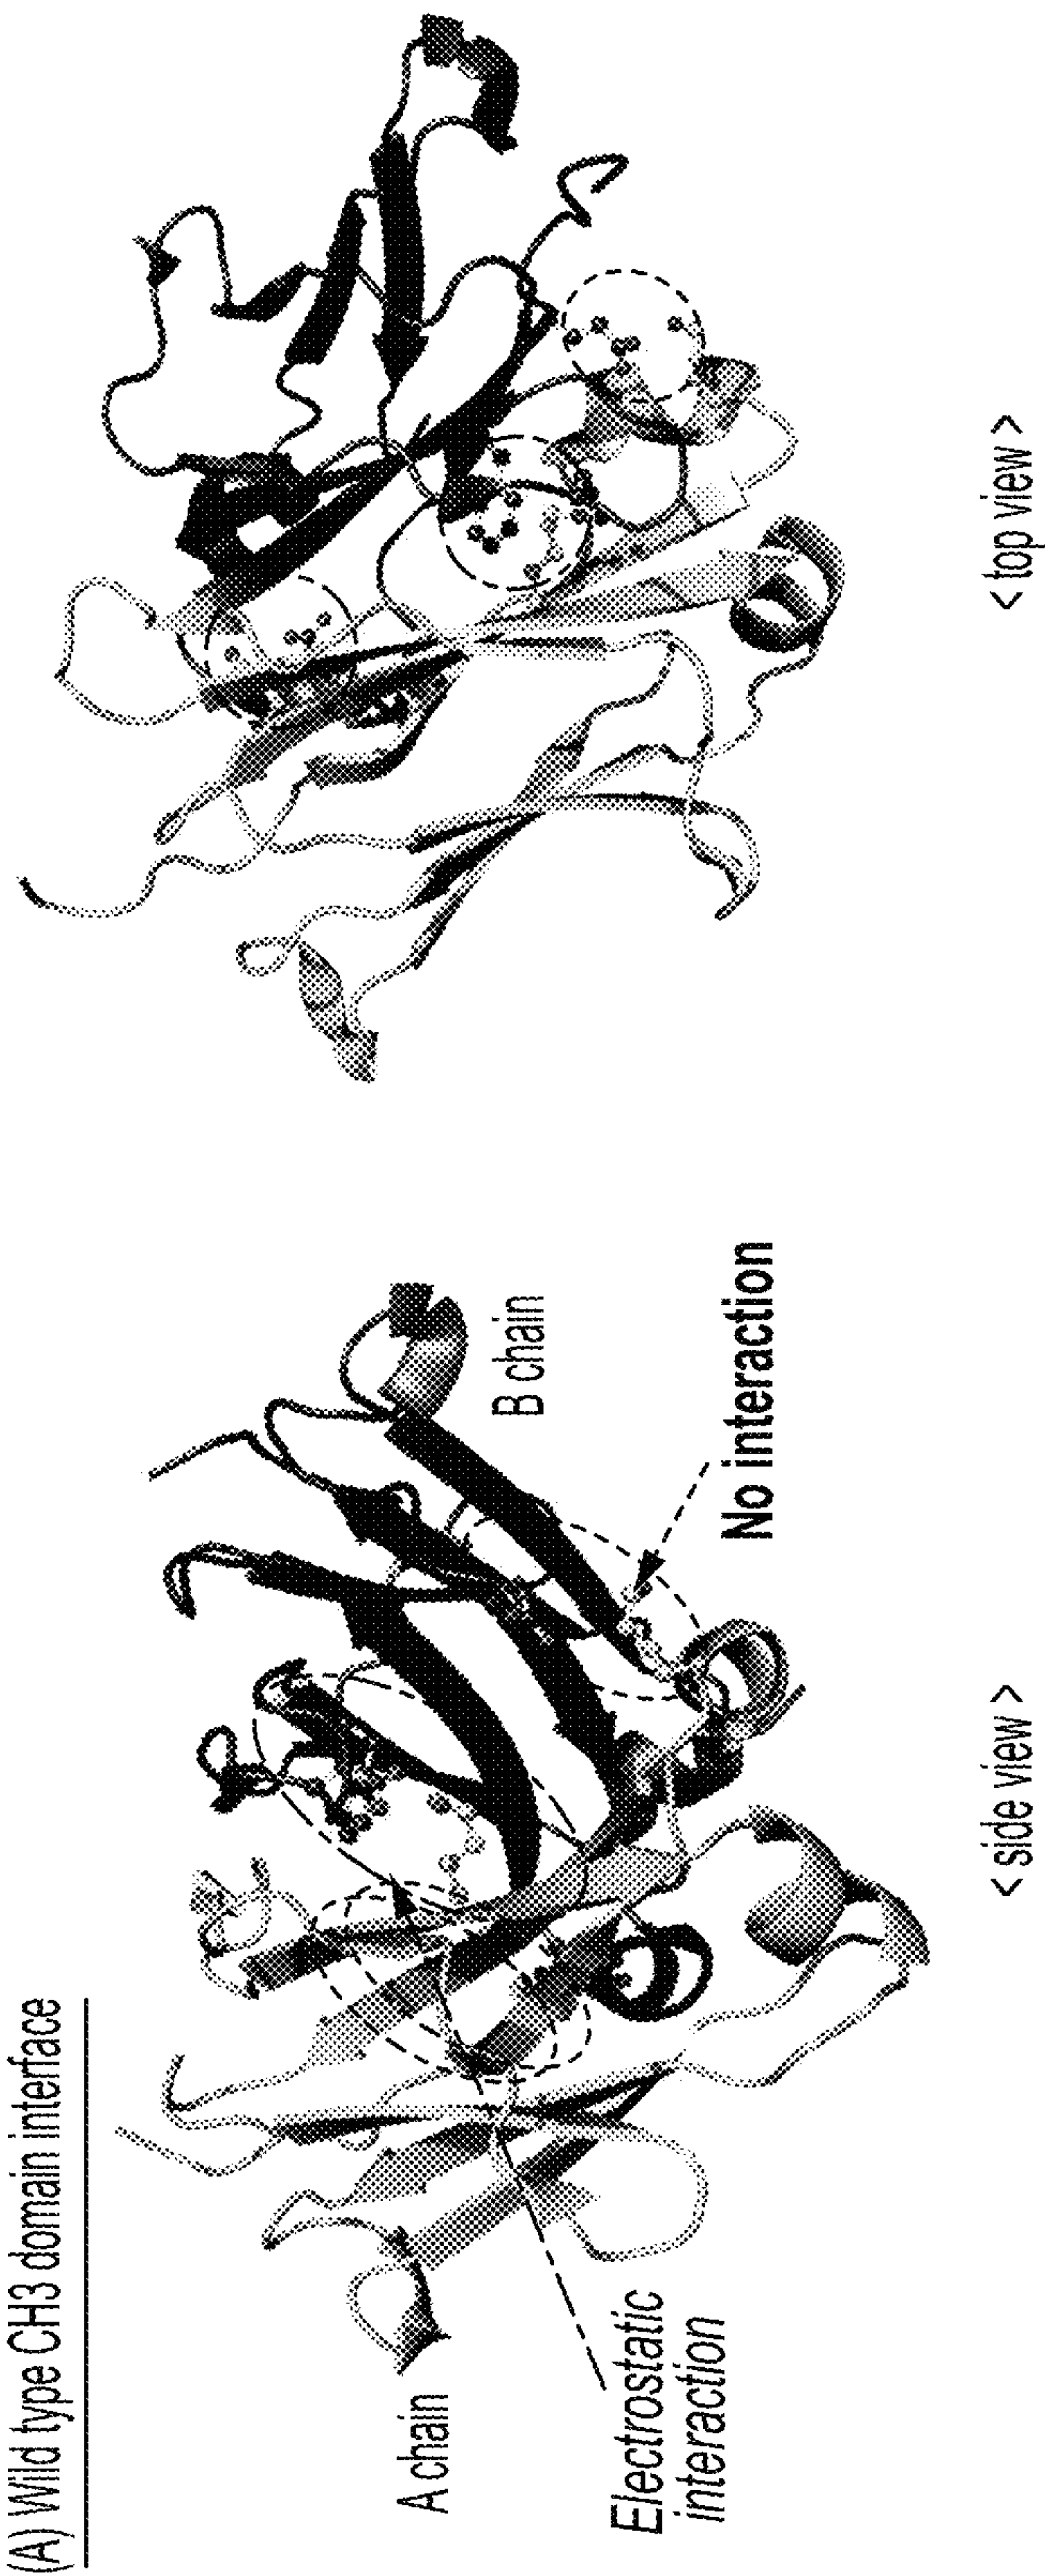 (A) Wild type CH3 domain interface
A chain
B chain
Electrostatic
interaction
No interaction
< side view >
< top view >